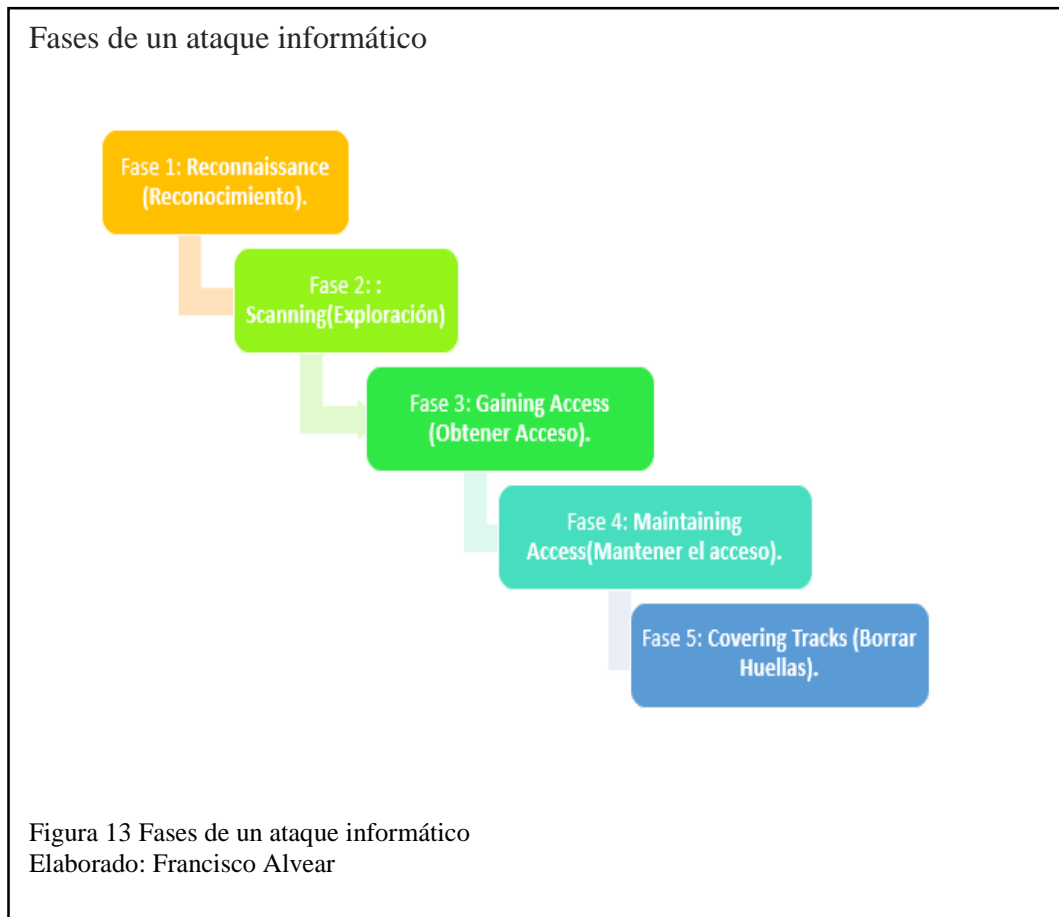 Fases de un ataque informático
Fase 1: Reconnaissance
(Reconocimiento).
Fase 2: :
Scanning(Exploración)
Fase 3: Gaining Access
(Obtener Acceso).
Fase 4: Maintaining
Access(Mantener el acceso).
Fase 5: Covering Tracks (Borrar
Huellas).
Figura 13 Fases de un ataque informático
Elaborado: Francisco Alvear